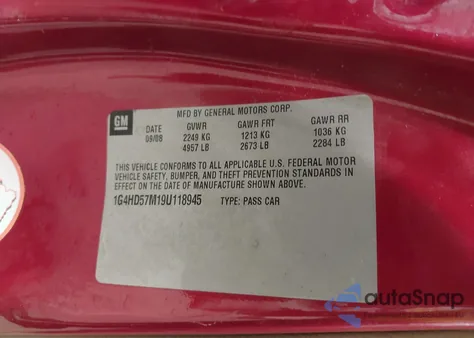 GM
MFD BY GENERAL MOTORS CORP.
DATE GVWR GAWR FRT GAWR RR
09/08 2249 KG 1213 KG 1036 KG
4957 LB 2673 LB 2284 LB
THIS VEHICLE CONFORMS TO ALL APPLICABLE U.S. FEDERAL MOTOR
VEHICLE SAFETY, BUMPER, AND THEFT PREVENTION STANDARDS IN
EFFECT ON THE DATE OF MANUFACTURE SHOWN ABOVE.
1G4HD57M19U118945 TYPE: PASS CAR
autoSnap